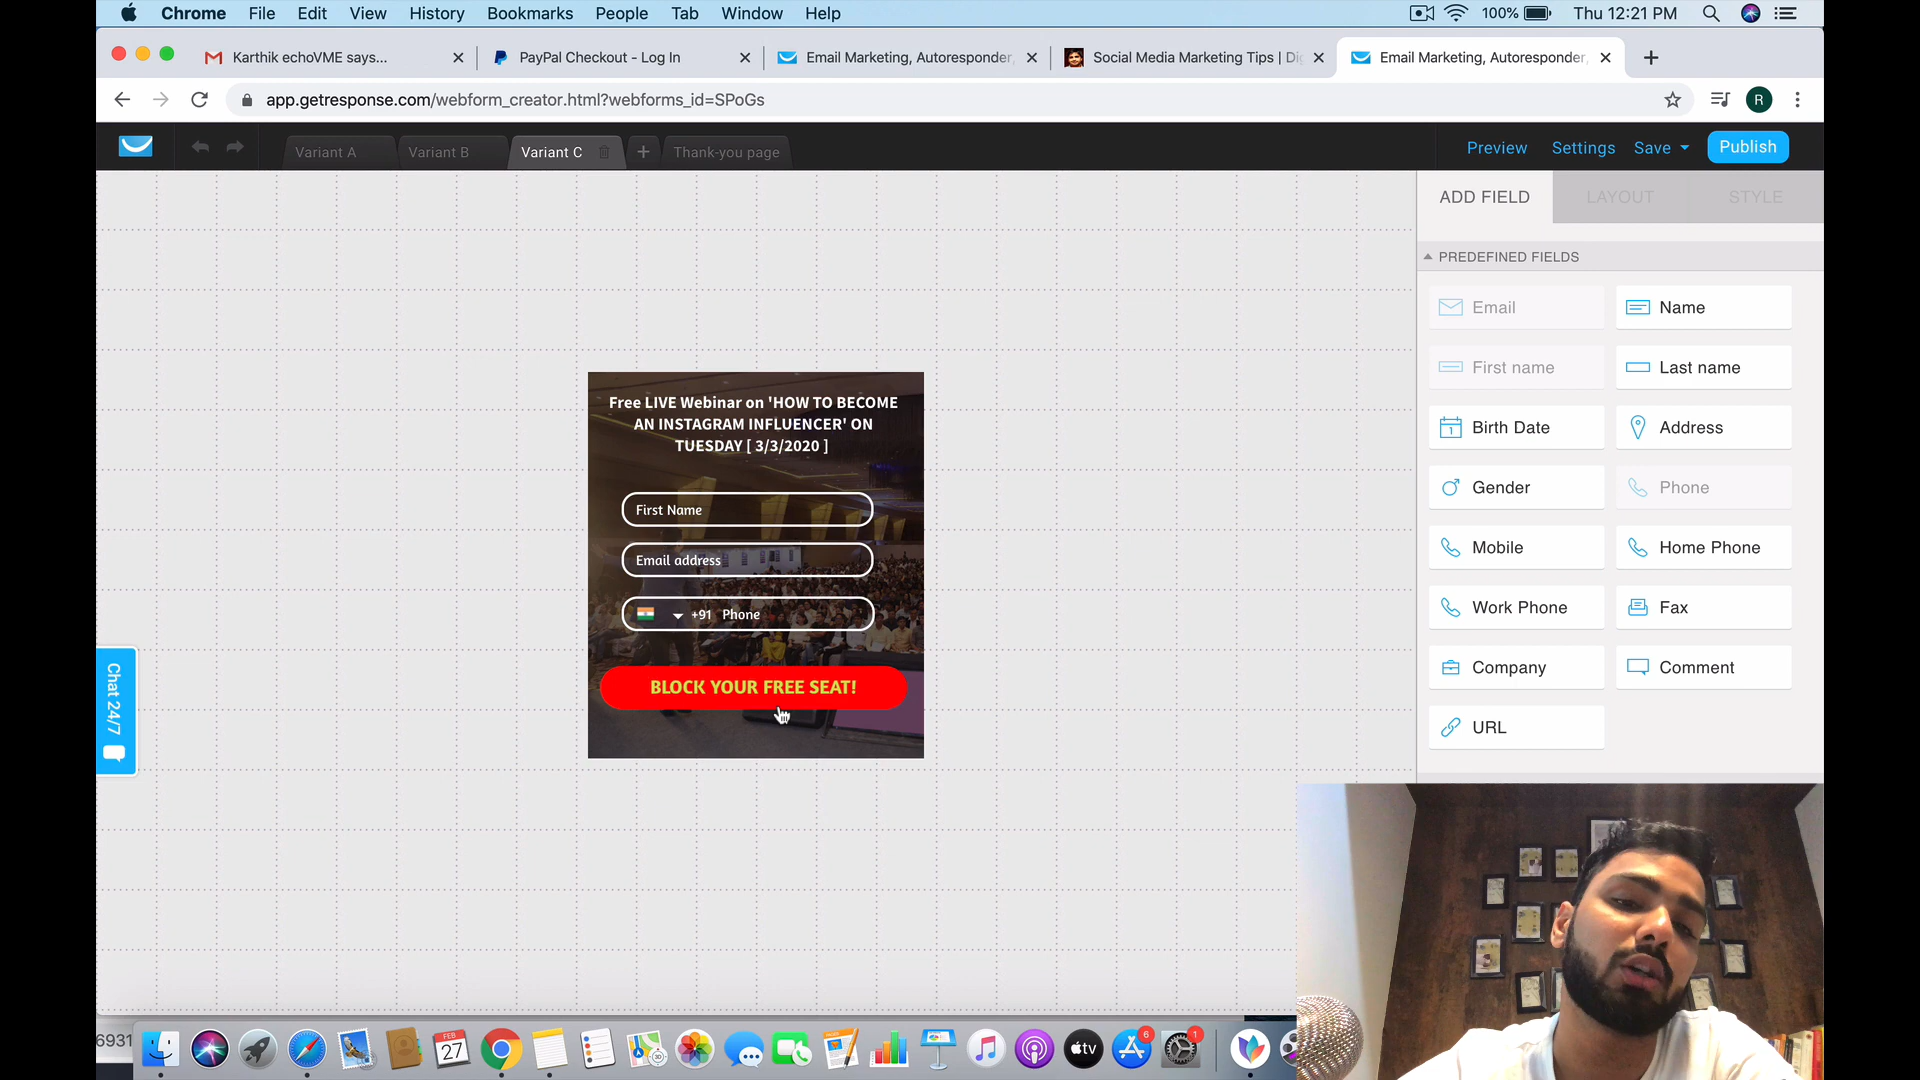 Chrome File Edit View History Bookmarks People Tab Window Help
100% Thu 12:21 PM
Karthik echoVME says...
PayPal Checkout - Log In
Email Marketing, Autoresponder,
Social Media Marketing Tips | Di
Email Marketing, Autoresponder,
app.getresponse.com/webform_creator.html?webforms_id=SPoGs
R
Variant A
Variant B
Variant C
Thank-you page
Preview
Settings
Save
Publish
ADD FIELD
LAYOUT
STYLE
PREDEFINED FIELDS
Email
Name
First name
Last name
Birth Date
Address
Gender
Phone
Mobile
Home Phone
Work Phone
Fax
Company
Comment
URL
Free LIVE Webinar on 'HOW TO BECOME
AN INSTAGRAM INFLUENCER' ON
TUESDAY [ 3/3/2020 ]
First Name
Email address
+91 Phone
BLOCK YOUR FREE SEAT!
Chat 24/7
6931
FEB
27
tv
6
1